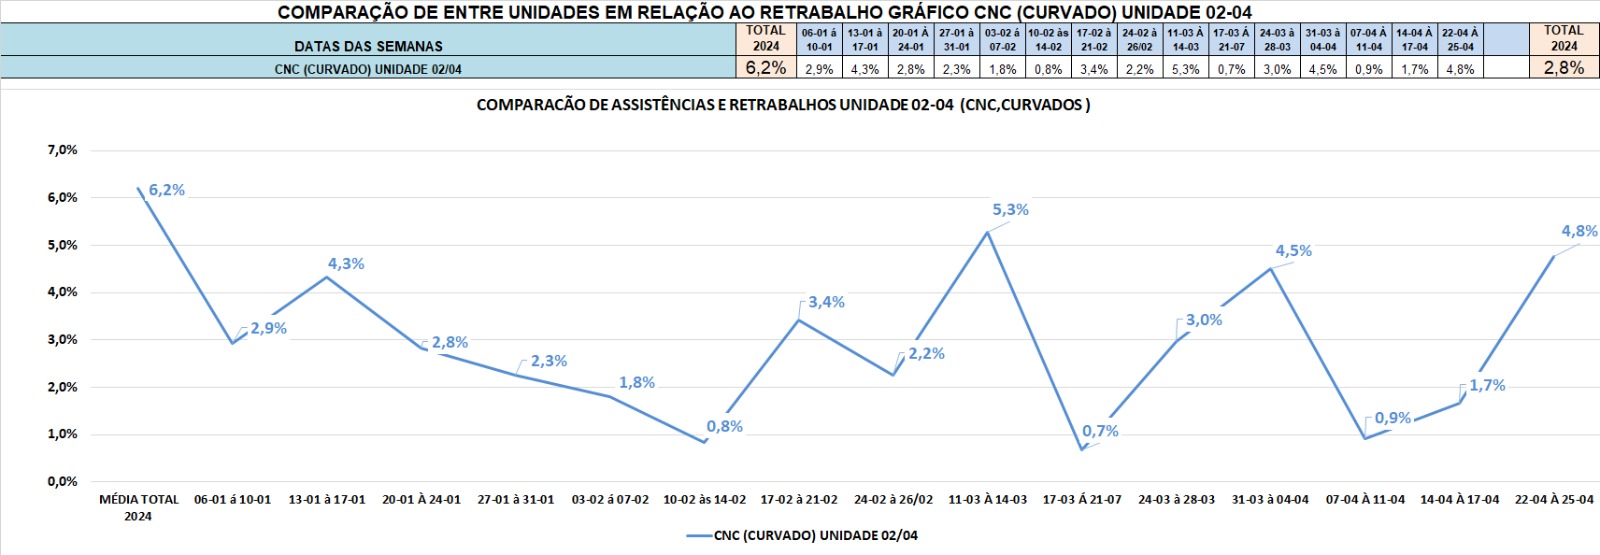 COMPARAÇÃO DE ENTRE UNIDADES EM RELAÇÃO AO RETRABALHO GRÁFICO CNC (CURVADO) UNIDADE 02-04
DATAS DAS SEMANAS
TOTAL 2024
06-01 á 10-01
13-01 à 17-01
20-01 À 24-01
27-01 à 31-01
03-02 á 07-02
10-02 às 14-02
17-02 à 21-02
24-02 à 26/02
11-03 À 14-03
17-03 Á 21-07
24-03 à 28-03
31-03 à 04-04
07-04 À 11-04
14-04 À 17-04
22-04 Á 25-04
TOTAL 2024
CNC (CURVADO) UNIDADE 02/04 6,2% 2,9% 4,3% 2,8% 2,3% 1,8% 0,8% 3,4% 2,2% 5,3% 0,7% 3,0% 4,5% 0,9% 1,7% 4,8% 2,8%
COMPARACÃO DE ASSISTÊNCIAS E RETRABALHOS UNIDADE 02-04 (CNC,CURVADOS )
7,0%
6,0%
5,0%
4,0%
3,0%
2,0%
1,0%
0,0%
6,2%
2,9%
4,3%
2,8%
2,3%
1,8%
0,8%
3,4%
2,2%
5,3%
0,7%
3,0%
4,5%
0,9%
1,7%
4,8%
MÉDIA TOTAL 2024
06-01 á 10-01
13-01 à 17-01
20-01 À 24-01
27-01 à 31-01
03-02 á 07-02
10-02 às 14-02
17-02 à 21-02
24-02 à 26/02
11-03 À 14-03
17-03 Á 21-07
24-03 à 28-03
31-03 à 04-04
07-04 À 11-04
14-04 À 17-04
22-04 À 25-04
CNC (CURVADO) UNIDADE 02/04